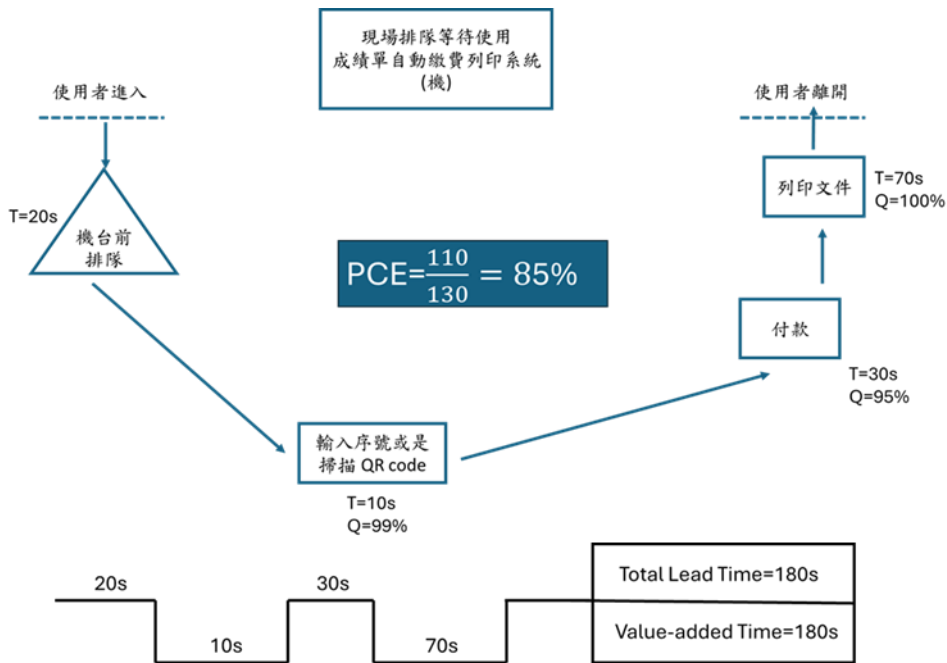 現場排隊等待使用
成績單自動繳費列印系統
(機)
使用者進入
使用者離開
T=20s
機台前
排隊
列印文件
T=70s
Q=100%
PCE=110/130 = 85%
付款
T=30s
Q=95%
輸入序號或是
掃描 QR code
T=10s
Q=99%
20s
30s
Total Lead Time=180s
10s
70s
Value-added Time=180s